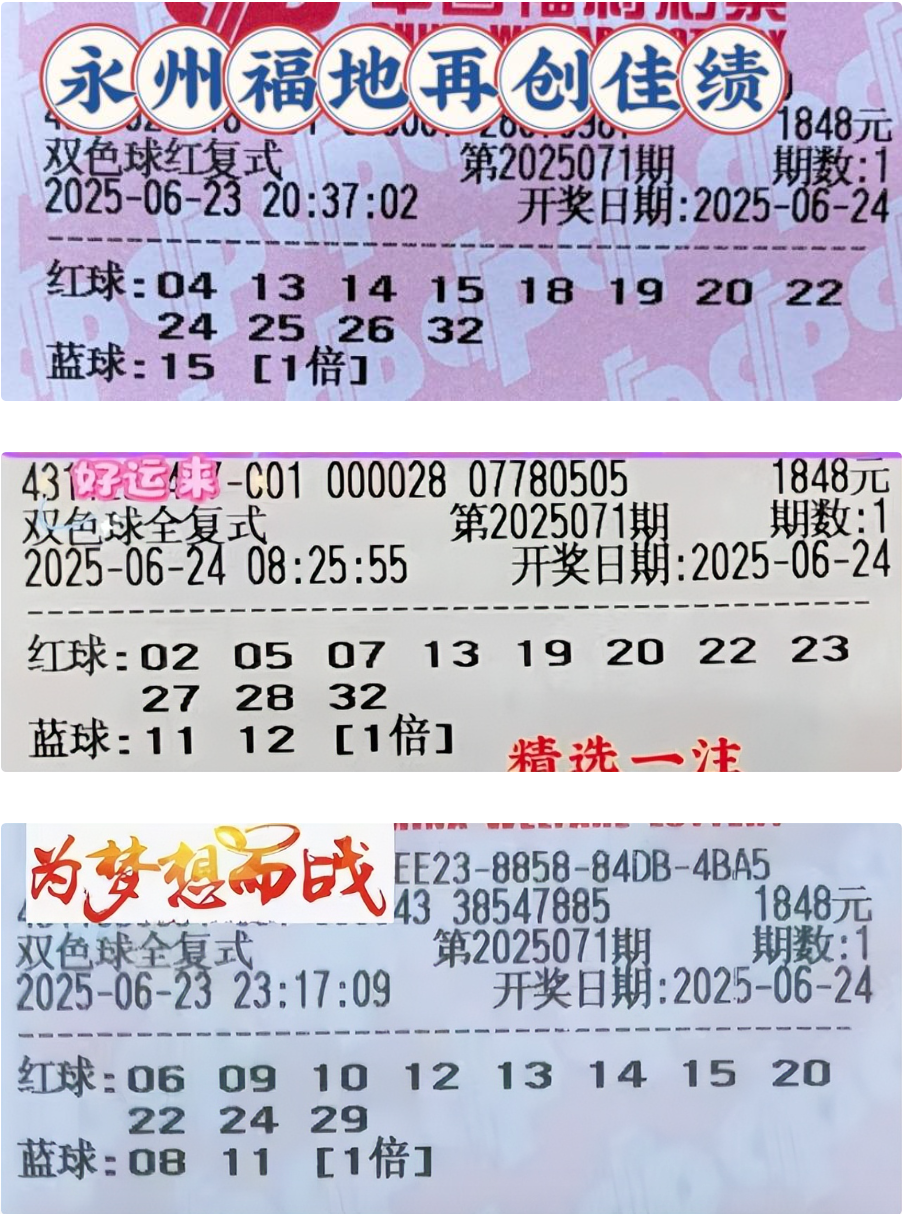 永州福地再创佳绩
1848元
双色球红复式 第2025071期 期数:1
2025-06-23 20:37:02 开奖日期:2025-06-24
红球:04 13 14 15 18 19 20 22
24 25 26 32
蓝球:15 [1倍]
好运来 -C01 000028 07780505 1848元
双色球全复式 第2025071期 期数:1
2025-06-24 08:25:55 开奖日期:2025-06-24
红球:02 05 07 13 19 20 22 23
27 28 32
蓝球:11 12 [1倍]
精选一注
为梦想而战
EE23-8858-84DB-4BA5
43 38547885 1848元
双色球全复式 第2025071期 期数:1
2025-06-23 23:17:09 开奖日期:2025-06-24
红球:06 09 10 12 13 14 15 20
22 24 29
蓝球:08 11 [1倍]